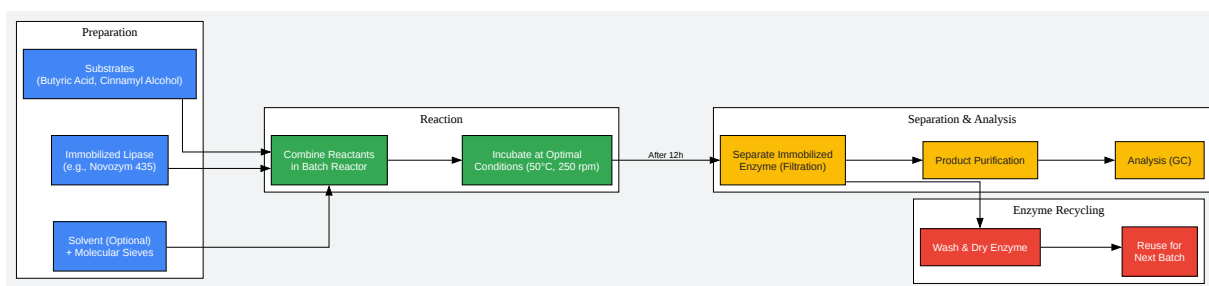 Preparation
Substrates
(Butyric Acid, Cinnamyl Alcohol)
Immobilized Lipase
(e.g., Novozym 435)
Solvent (Optional)
+ Molecular Sieves
Reaction
Combine Reactants
in Batch Reactor
Incubate at Optimal
Conditions (50°C, 250 rpm)
After 12h
Separation & Analysis
Separate Immobilized
Enzyme (Filtration)
Product Purification
Analysis (GC)
Enzyme Recycling
Wash & Dry Enzyme
Reuse for
Next Batch